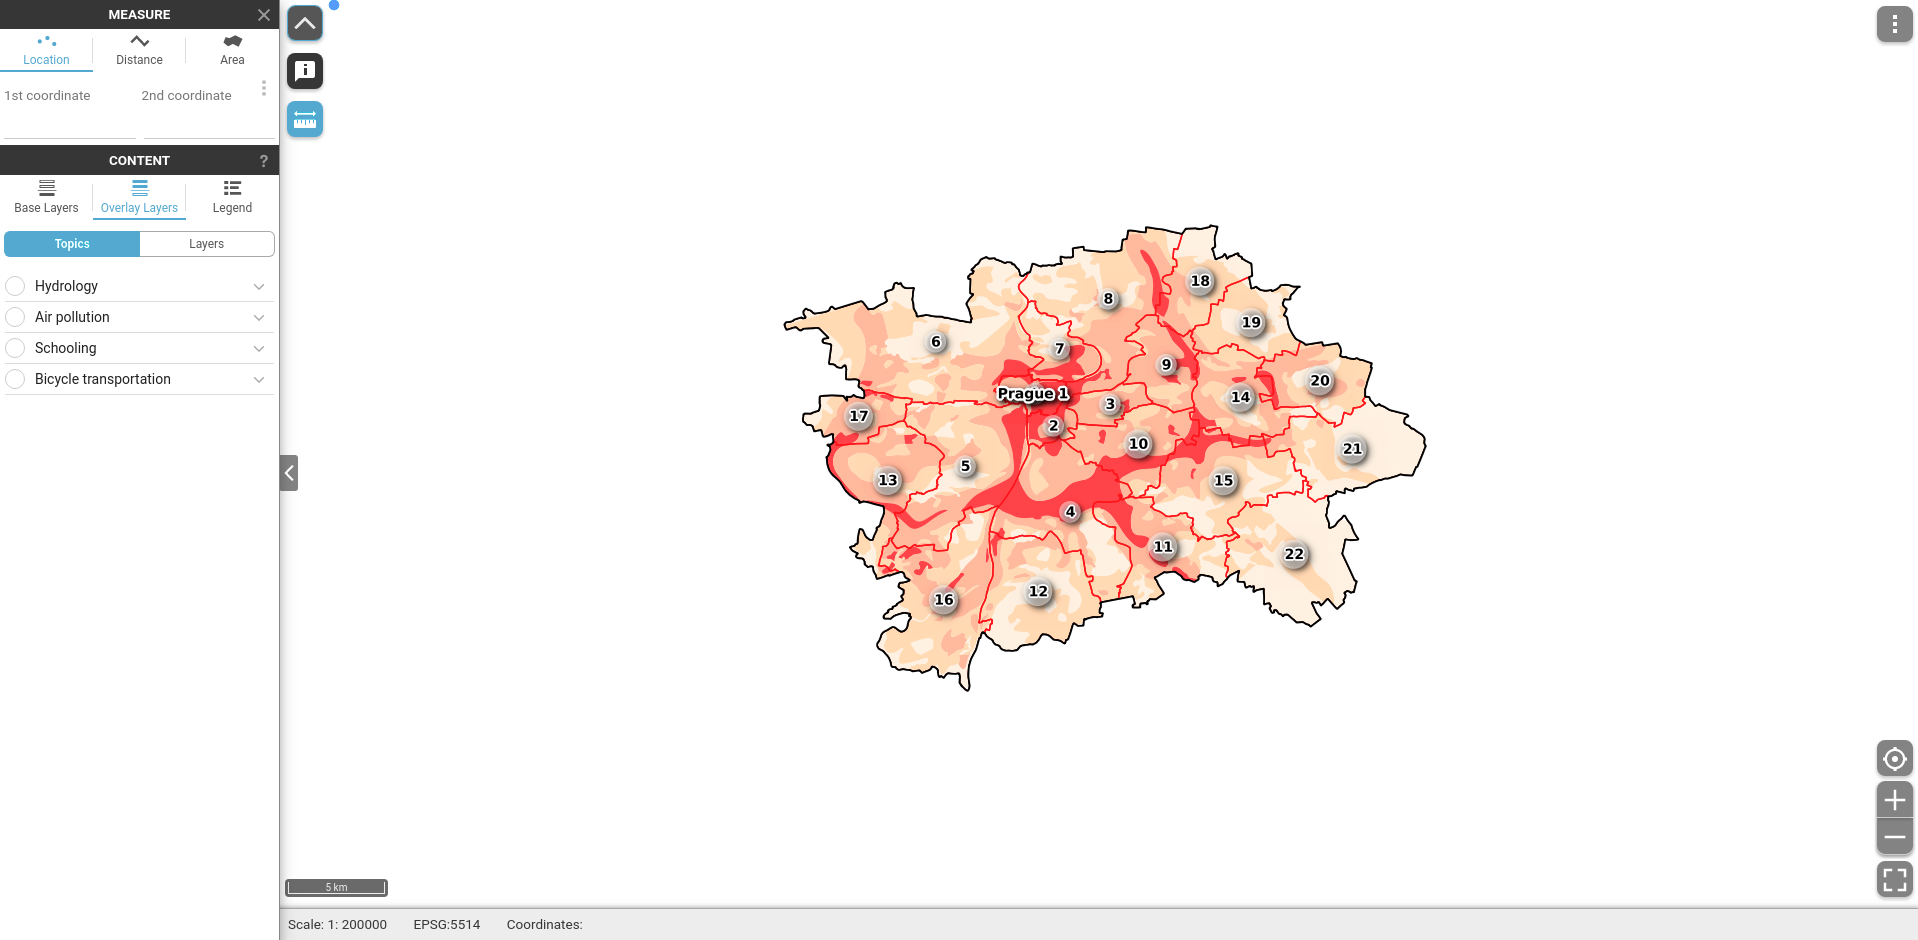 MEASURE
Location Distance Area
1st coordinate 2nd coordinate
CONTENT ?
Base Layers Overlay Layers Legend
Topics Layers
Hydrology
Air pollution
Schooling
Bicycle transportation
18
8
19
6
7
9
20
Prague 1
14
3
17
2
10
21
5
13
15
4
11
22
12
16
5 km
Scale: 1: 200000 EPSG:5514 Coordinates: